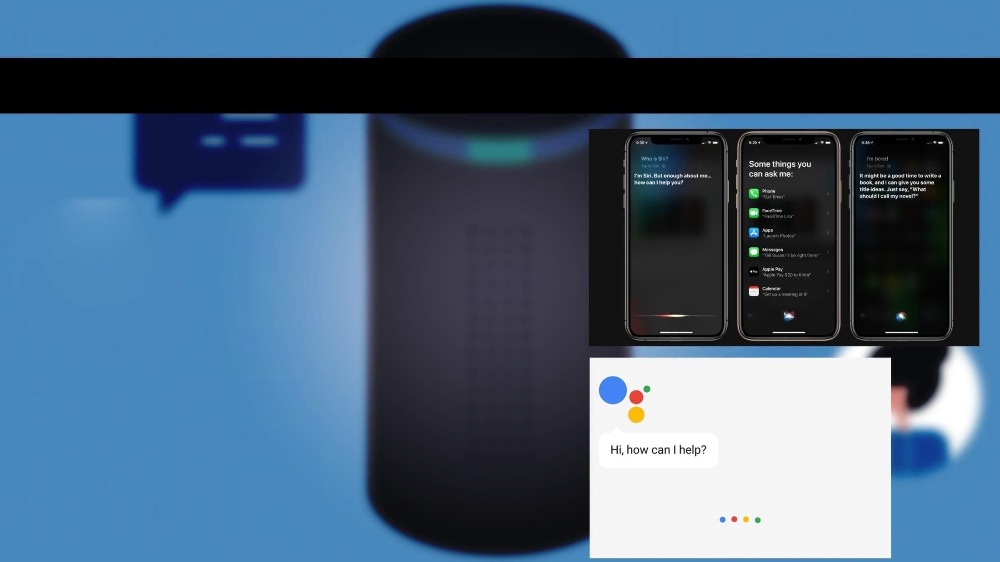 9:30
Who is Siri?
Tap to Edit
I'm Siri. But enough about me...
how can I help you?
9:29
Some things you
can ask me:
Phone
"Call Brian"
FaceTime
"FaceTime Lisa"
Apps
"Launch Photos"
Messages
"Tell Susan I'll be right there"
Pay
Apple Pay
"Apple Pay $20 to Khira"
Calendar
"Set up a meeting at 9"
9:36
I'm bored
Tap to Edit
It might be a good time to write a
book, and I can give you some
title ideas. Just say, "What
should I call my novel?"
Hi, how can I help?